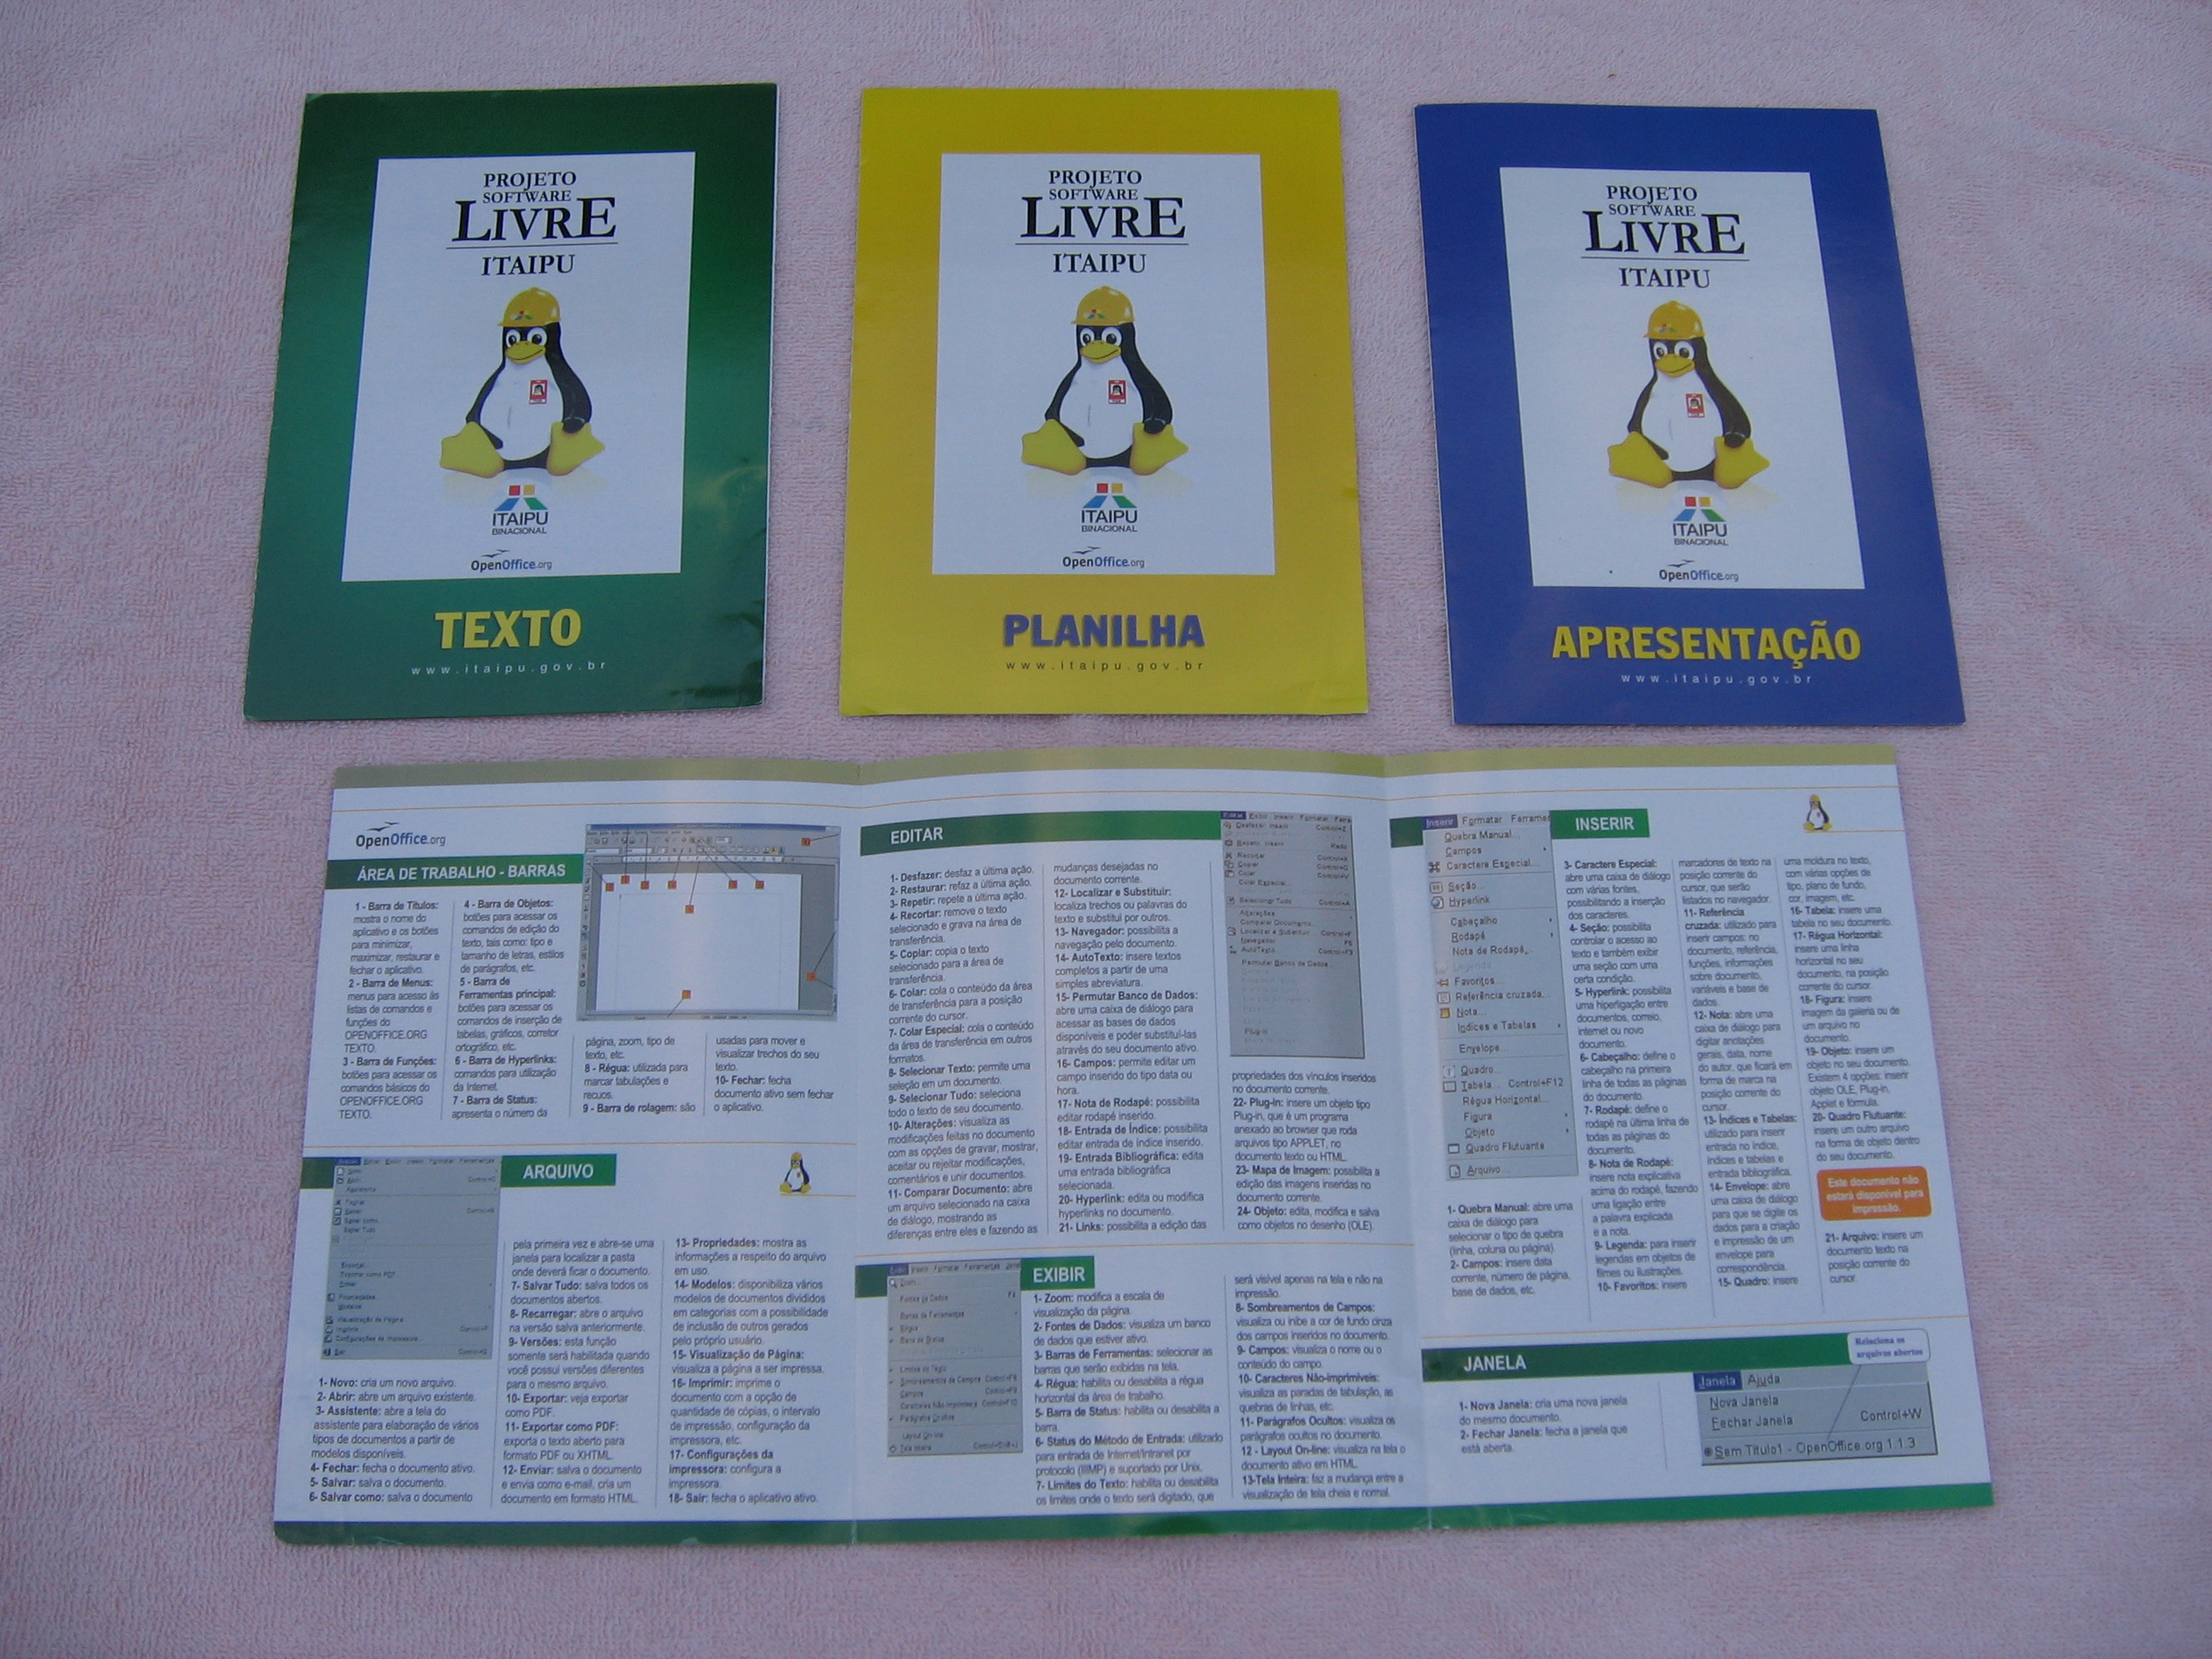 PROJETO
SOFTWARE
LIVRE
ITAIPU
ITAIPU
BINACIONAL
OpenOffice.org
TEXTO
www.itaipu.gov.br
PROJETO
SOFTWARE
LIVRE
ITAIPU
ITAIPU
BINACIONAL
OpenOffice.org
PLANILHA
www.itaipu.gov.br
PROJETO
SOFTWARE
LIVRE
ITAIPU
ITAIPU
BINACIONAL
OpenOffice.org
APRESENTAÇÃO
www.itaipu.gov.br
OpenOffice.org
ÁREA DE TRABALHO - BARRAS
1 - Barra de Títulos:
mostra o nome do
aplicativo e os botões
para minimizar,
maximizar, restaurar e
fechar o aplicativo.
2 - Barra de Menus:
menus para acesso às
listas de comandos e
funções do
OPENOFFICE.ORG
TEXTO.
3 - Barra de Funções:
botões para acessar os
comandos básicos do
OPENOFFICE.ORG
TEXTO.
4 - Barra de Objetos:
botões para acessar os
comandos de edição do
texto, tais como: tipo e
tamanho de letras, estilos
de parágrafos, etc.
5 - Barra de
Ferramentas principal:
botões para acessar os
comandos de inserção de
tabelas, gráficos, corretor
ortográfico, etc.
6 - Barra de Hyperlinks:
comandos para utilização
da Internet.
7 - Barra de Status:
apresenta o número da
página, zoom, tipo de
texto, etc.
8 - Régua: utilizada para
marcar tabulações e
recuos.
9 - Barra de rolagem: são
usadas para mover e
visualizar trechos do seu
texto.
10- Fechar: fecha
documento ativo sem fechar
o aplicativo.
ARQUIVO
1- Novo: cria um novo arquivo.
2- Abrir: abre um arquivo existente.
3- Assistente: abre a tela do
assistente para elaboração de vários
tipos de documentos a partir de
modelos disponíveis.
4- Fechar: fecha o documento ativo.
5- Salvar: salva o documento.
6- Salvar como: salva o documento
pela primeira vez e abre-se uma
janela para localizar a pasta
onde deverá ficar o documento.
7- Salvar Tudo: salva todos os
documentos abertos.
8- Recarregar: abre o arquivo
na versão salva anteriormente.
9- Versões: esta função
somente será habilitada quando
você possui versões diferentes
para o mesmo arquivo.
10- Exportar: veja exportar
como PDF.
11- Exportar como PDF:
exporta o texto aberto para
formato PDF ou XHTML.
12- Enviar: salva o documento
e envia como e-mail, cria um
documento em formato HTML.
13- Propriedades: mostra as
informações a respeito do arquivo
em uso.
14- Modelos: disponibiliza vários
modelos de documentos divididos
em categorias com a possibilidade
de inclusão de outros gerados
pelo próprio usuário.
15- Visualização de Página:
visualiza a página a ser impressa.
16- Imprimir: imprime o
documento com a opção de
quantidade de cópias, o intervalo
de impressão, configuração da
impressora, etc.
17- Configurações da
impressora: configura a
impressora.
18- Sair: fecha o aplicativo ativo.
EDITAR
1- Desfazer: desfaz a última ação.
2- Restaurar: refaz a última ação.
3- Repetir: repete a última ação.
4- Recortar: remove o texto
selecionado e grava na área de
transferência.
5- Copiar: copia o texto
selecionado para a área de
transferência.
6- Colar: cola o conteúdo da área
de transferência para a posição
corrente do cursor.
7- Colar Especial: cola o conteúdo
da área de transferência em outros
formatos.
8- Selecionar Texto: permite uma
seleção em um documento.
9- Selecionar Tudo: seleciona
todo o texto de seu documento.
10- Alterações: visualiza as
modificações feitas no documento
com as opções de gravar, mostrar,
aceitar ou rejeitar modificações,
comentários e unir documentos.
11- Comparar Documento: abre
um arquivo selecionado na caixa
de diálogo, mostrando as
diferenças entre eles e fazendo as
mudanças desejadas no
documento corrente.
12- Localizar e Substituir:
localiza trechos ou palavras do
texto e substitui por outros.
13- Navegador: possibilita a
navegação pelo documento.
14- AutoTexto: insere textos
completos a partir de uma
simples abreviatura.
15- Permutar Banco de Dados:
abre uma caixa de diálogo para
acessar as bases de dados
disponíveis e poder substituí-las
através do seu documento ativo.
16- Campos: permite editar um
campo inserido do tipo data ou
hora.
17- Nota de Rodapé: possibilita
editar rodapé inserido.
18- Entrada de Índice: possibilita
editar entrada de índice inserido.
19- Entrada Bibliográfica: edita
uma entrada bibliográfica
selecionada.
20- Hyperlink: edita ou modifica
hyperlinks no documento.
21- Links: possibilita a edição das
propriedades dos vínculos inseridos
no documento corrente.
22- Plug-In: insere um objeto tipo
Plug-in, que é um programa
anexado ao browser que roda
arquivos tipo APPLET, no
documento texto ou HTML.
23- Mapa de Imagem: possibilita a
edição das imagens inseridas no
documento corrente.
24- Objeto: edita, modifica e salva
como objetos no desenho (OLE).
EXIBIR
1- Zoom: modifica a escala de
visualização da página.
2- Fontes de Dados: visualiza um banco
de dados que estiver ativo.
3- Barras de Ferramentas: selecionar as
barras que serão exibidas na tela.
4- Régua: habilita ou desabilita a régua
horizontal da área de trabalho.
5- Barra de Status: habilita ou desabilita a
barra.
6- Status do Método de Entrada: utilizado
para entrada de Internet/Intranet por
protocolo (IIIMP) e suportado por Unix.
7- Limites do Texto: habilita ou desabilita
os limites onde o texto será digitado, que
será visível apenas na tela e não na
impressão.
8- Sombreamentos de Campos:
visualiza ou inibe a cor de fundo cinza
dos campos inseridos no documento.
9- Campos: visualiza o nome ou o
conteúdo do campo.
10- Caracteres Não-imprimíveis:
visualiza as paradas de tabulação, as
quebras de linhas, etc.
11- Parágrafos Ocultos: visualiza os
parágrafos ocultos no documento.
12 - Layout On-line: visualiza na tela o
documento ativo em HTML.
13-Tela Inteira: faz a mudança entre a
visualização de tela cheia e normal.
Inserir Formatar Ferramen
Quebra Manual...
Campos
Caractere Especial...
Seção...
Hyperlink
Cabeçalho
Rodapé
Nota de Rodapé...
Legenda...
Favoritos...
Referência cruzada...
Nota...
Índices e Tabelas
Envelope...
Quadro...
Tabela... Control+F12
Régua Horizontal...
Figura
Objeto
Quadro Flutuante
Arquivo...
INSERIR
1- Quebra Manual: abre uma
caixa de diálogo para
selecionar o tipo de quebra
(linha, coluna ou página).
2- Campos: insere data
corrente, número de página,
base de dados, etc.
3- Caractere Especial:
abre uma caixa de diálogo
com várias fontes,
possibilitando a inserção
dos caracteres.
4- Seção: possibilita
controlar o acesso ao
texto e também exibir
uma seção com uma
certa condição.
5- Hyperlink: possibilita
uma hiperligação entre
documentos, correio,
internet ou novo
documento.
6- Cabeçalho: define o
cabeçalho na primeira
linha de todas as páginas
do documento.
7- Rodapé: define o
rodapé na última linha de
todas as páginas do
documento.
8- Nota de Rodapé:
insere nota explicativa
acima do rodapé, fazendo
uma ligação entre
a palavra explicada
e a nota.
9- Legenda: para inserir
legendas em objetos de
filmes ou ilustrações.
10- Favoritos: insere
marcadores de texto na
posição corrente do
cursor, que serão
listados no navegador.
11- Referência
cruzada: utilizado para
inserir campos: no
documento, referência,
funções, informações
sobre documento,
variáveis e base de
dados.
12- Nota: abre uma
caixa de diálogo para
digitar anotações
gerais, data, nome
do autor, que ficará em
forma de marca na
posição corrente do
cursor.
13- Índices e Tabelas:
utilizado para inserir
entrada no índice,
índices e tabelas e
entrada bibliográfica.
14- Envelope: abre
uma caixa de diálogo
para que se digite os
dados para a criação
e impressão de um
envelope para
correspondência.
15- Quadro: insere
uma moldura no texto,
com várias opções de
tipo, plano de fundo,
cor, imagem, etc.
16- Tabela: insere uma
tabela no seu documento.
17- Régua Horizontal:
insere uma linha
horizontal no seu
documento, na posição
corrente do cursor.
18- Figura: insere
imagem da galeria ou de
um arquivo no
documento.
19- Objeto: insere um
objeto no seu documento.
Existem 4 opções: inserir
objeto OLE, Plug-in,
Applet e fórmula.
20- Quadro Flutuante:
insere um outro arquivo
na forma de objeto dentro
do seu documento.
Este documento não
estará disponível para
impressão.
21- Arquivo: insere um
documento texto na
posição corrente do
cursor.
JANELA
1- Nova Janela: cria uma nova janela
do mesmo documento.
2- Fechar Janela: fecha a janela que
está aberta.
Relaciona os
arquivos abertos
Janela Ajuda
Nova Janela
Fechar Janela Control+W
Sem Título1 - OpenOffice.org 1.1.3